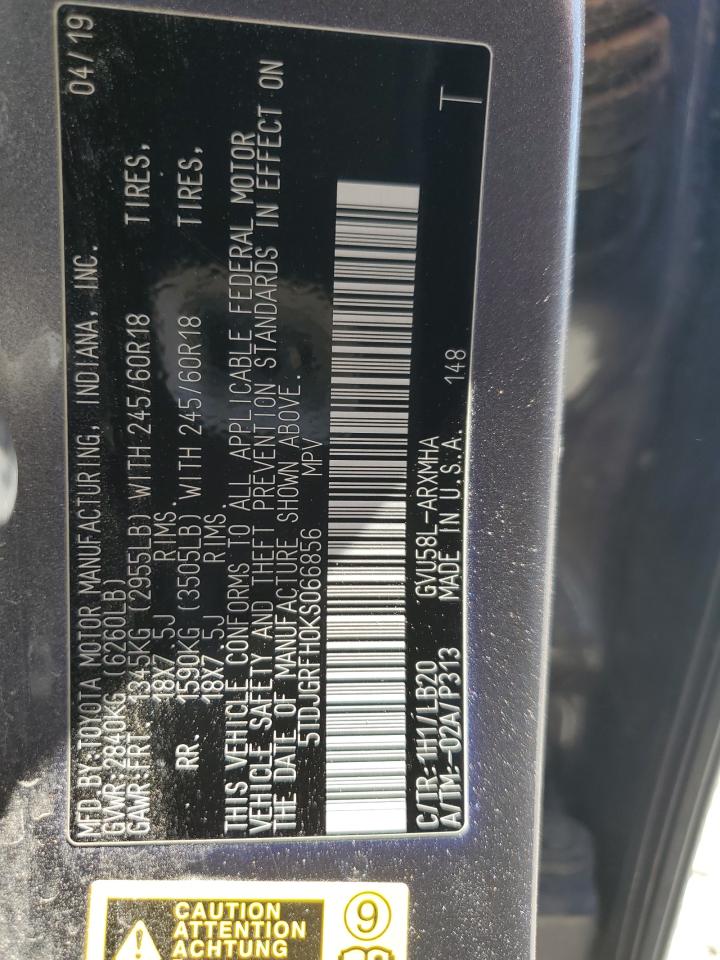 MFD.BY:TOYOTA MOTOR MANUFACTURING, INDIANA, INC. 04/19
GVWR:2840KG (6260LB)
GAWR:FRT 1345KG (2955LB) WITH 245/60R18 TIRES,
18X7.5J RIMS.
RR. 1590KG (3505LB) WITH 245/60R18 TIRES,
18X7.5J RIMS.
THIS VEHICLE CONFORMS TO ALL APPLICABLE FEDERAL MOTOR
VEHICLE SAFETY AND THEFT PREVENTION STANDARDS IN EFFECT ON
THE DATE OF MANUFACTURE SHOWN ABOVE.
5TDJGRFH0KS066856 MPV
C/TR:1H1/LB20 GVU58L-ARXMHA
A/TM:-02A/P313 MADE IN U.S.A. 148 T
CAUTION
ATTENTION
ACHTUNG
9